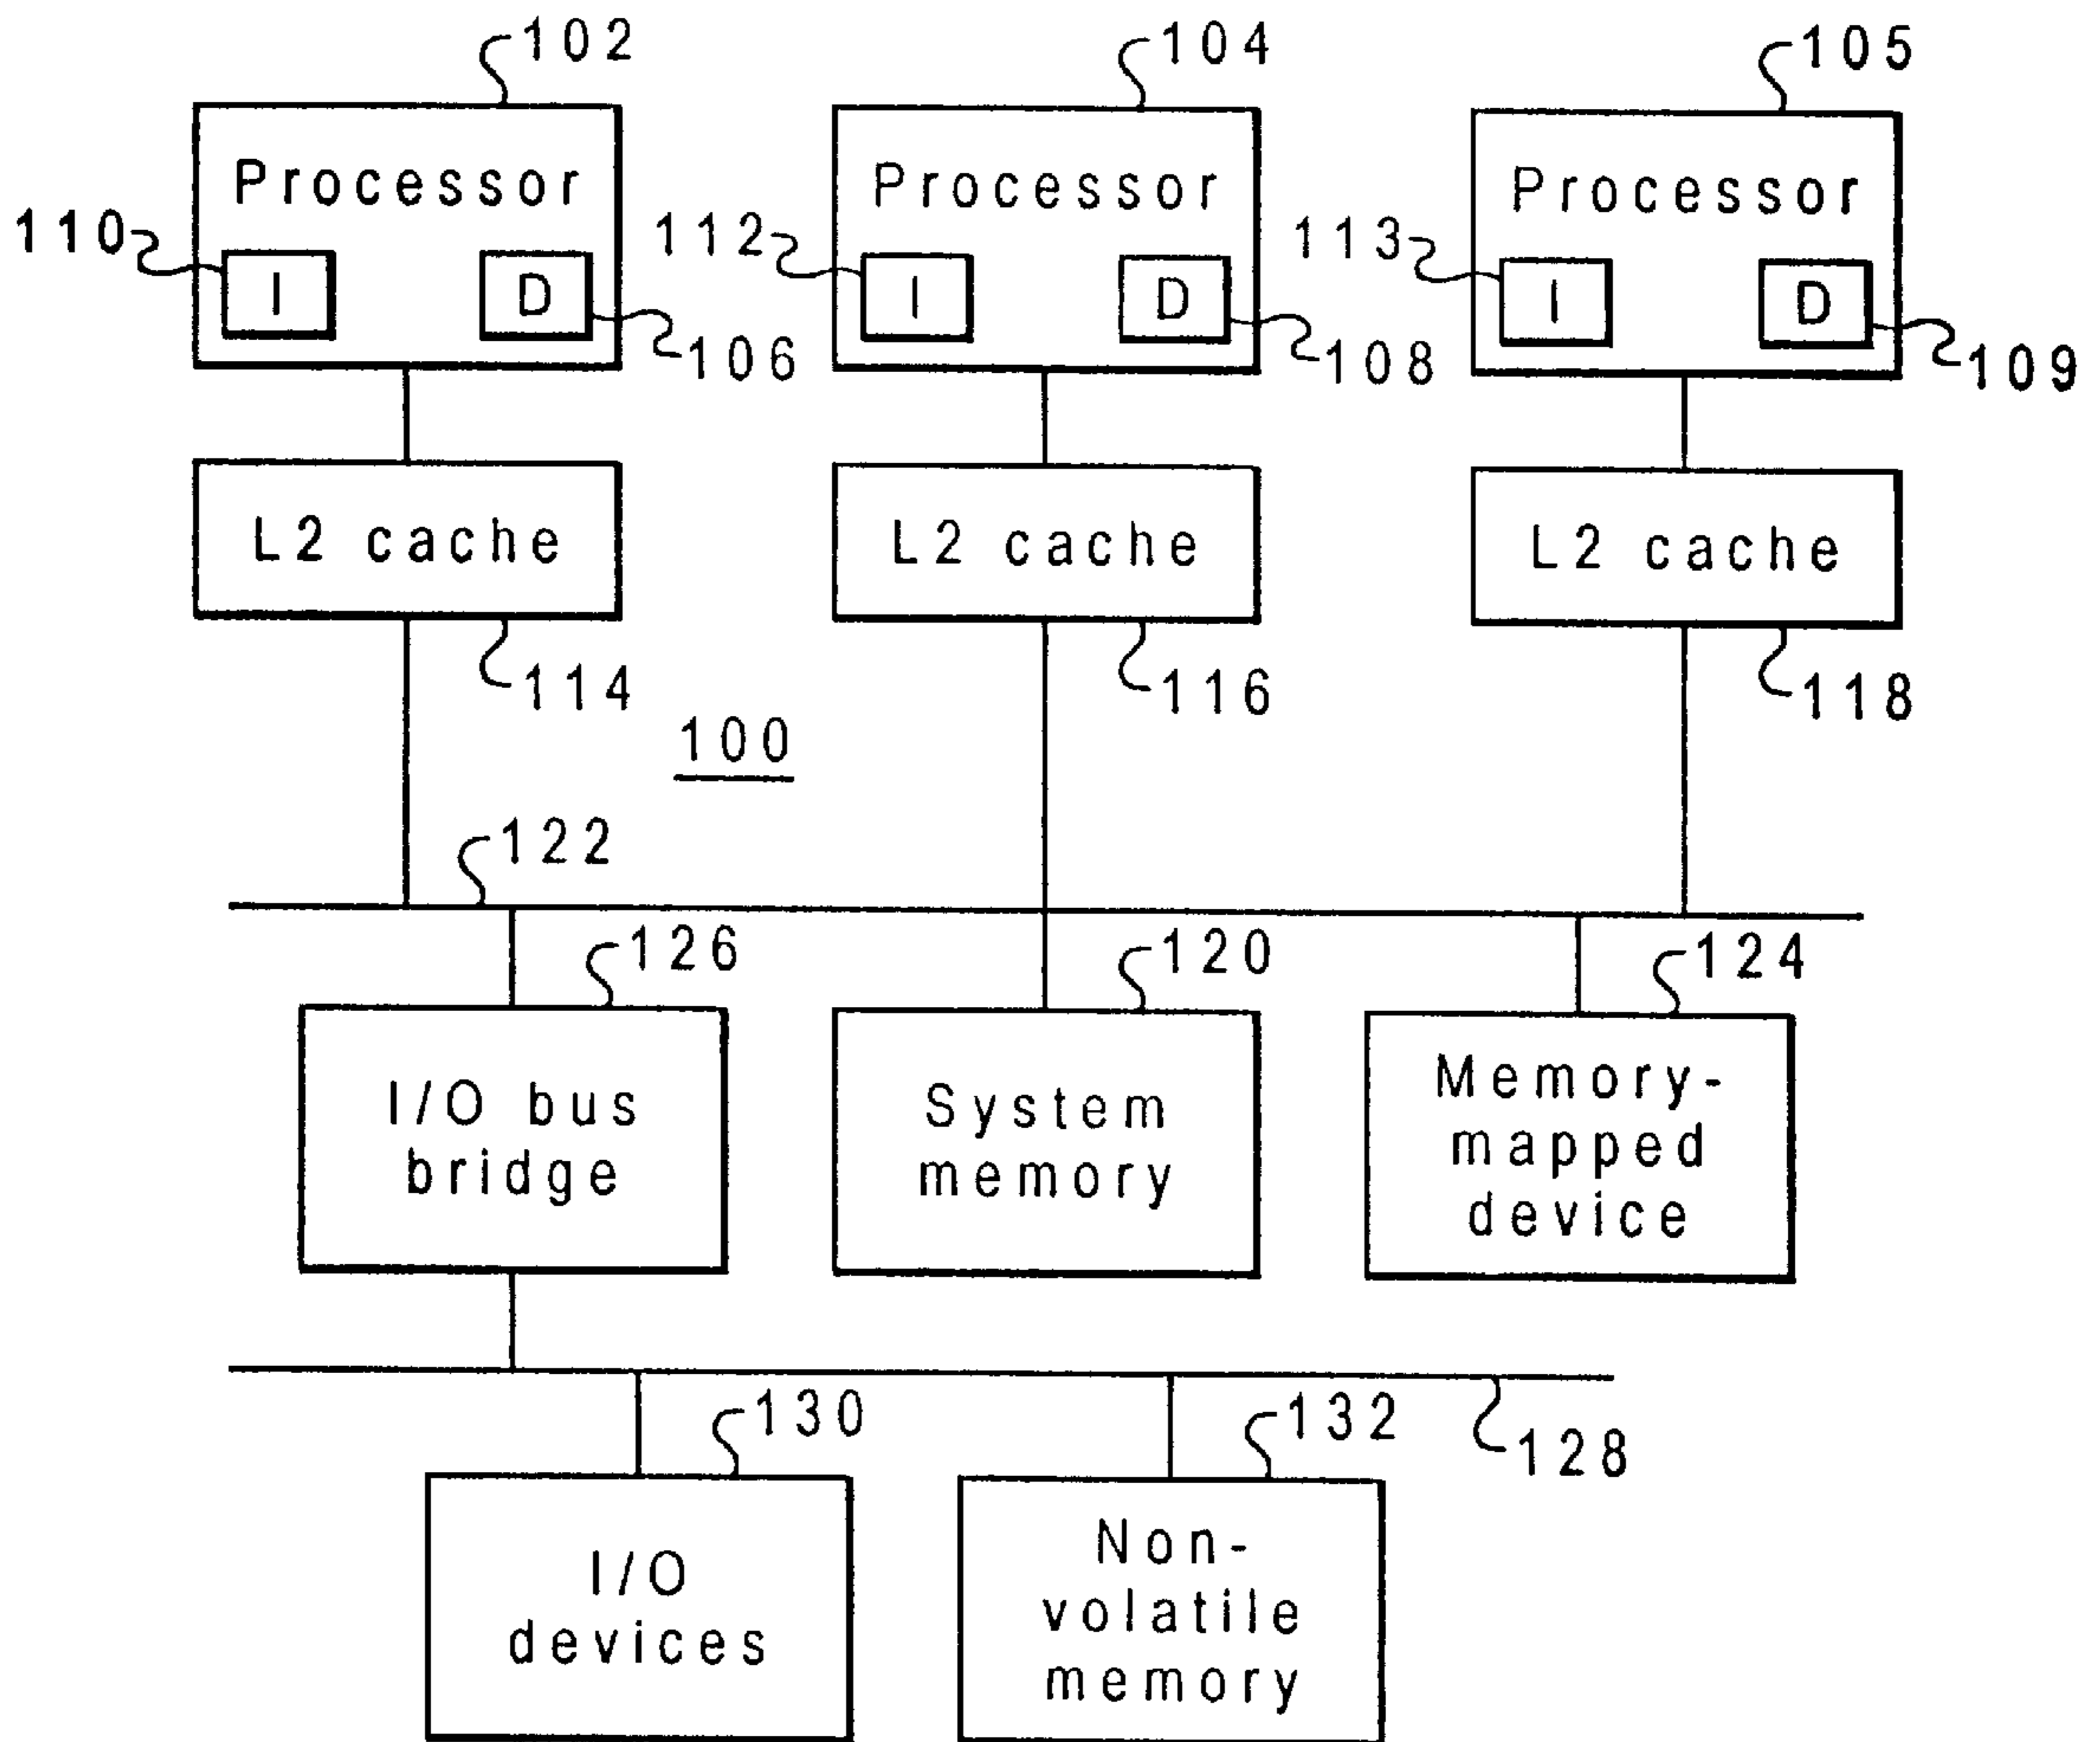 102
104
105
Processor
Processor
Processor
110
112
113
I
D
I
D
I
D
106
108
109
L2 cache
L2 cache
L2 cache
114
116
118
100
122
126
120
124
I/O bus
bridge
System
memory
Memory-
mapped
device
130
132
128
I/O
devices
Non-
volatile
memory